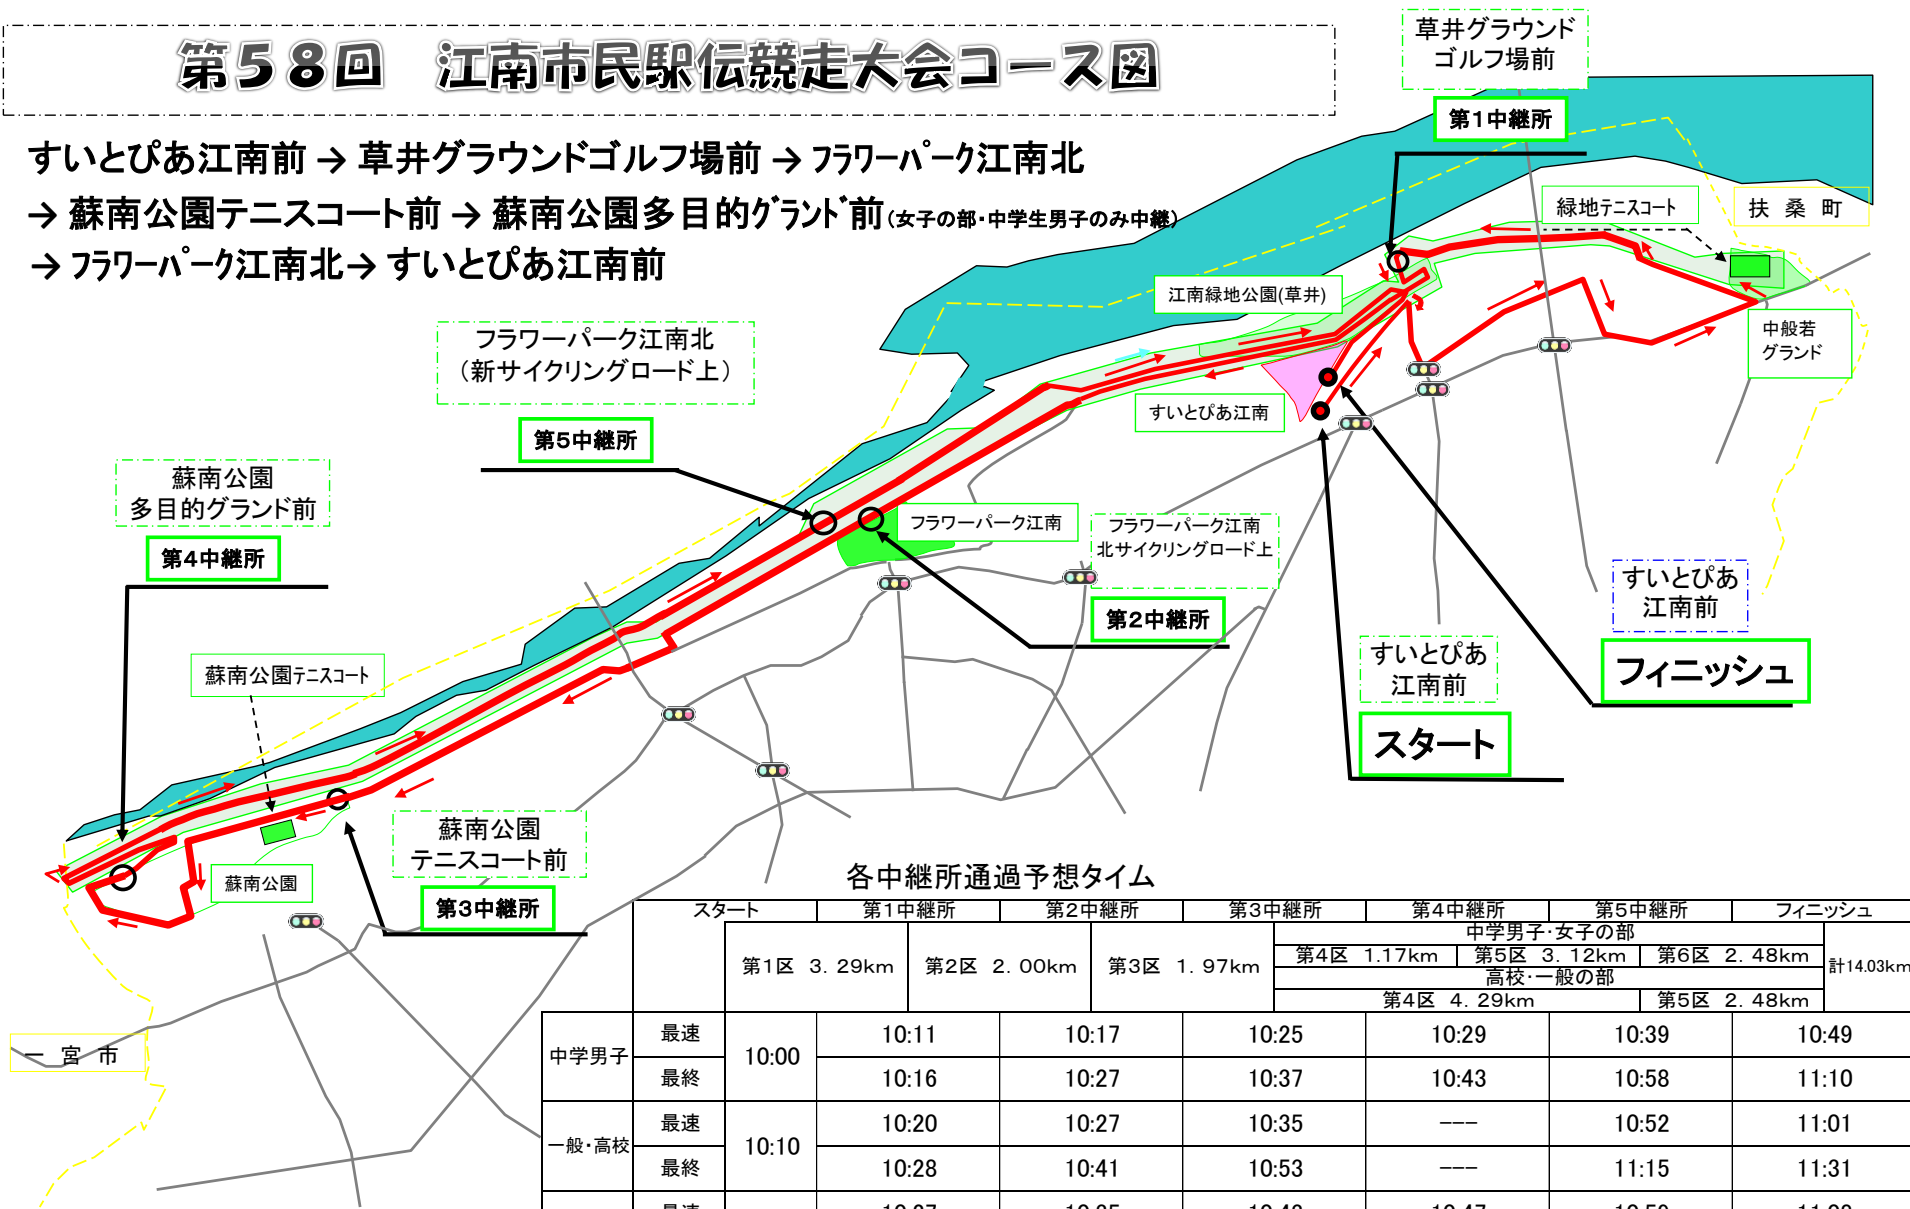 第５８回　江南市民駅伝競走大会コース図
すいとぴあ江南前 → 草井グラウンドゴルフ場前 → ﾌﾗﾜｰﾊﾟｰｸ江南北
→ 蘇南公園テニスコート前 → 蘇南公園多目的ｸﾞﾗﾝﾄﾞ前(女子の部･中学生男子のみ中継)
→ ﾌﾗﾜｰﾊﾟｰｸ江南北→ すいとぴあ江南前
草井グラウンド
ゴルフ場前
第1中継所
緑地ﾃﾆｽｺｰﾄ
扶 桑 町
江南緑地公園(草井)
中般若
グランド
フラワーパーク江南北
（新サイクリングロード上）
第5中継所
すいとぴあ江南
蘇南公園
多目的グランド前
第4中継所
フラワーパーク江南
フラワーパーク江南
北サイクリングロード上
第2中継所
すいとぴあ
江南前
フィニッシュ
すいとぴあ
江南前
スタート
蘇南公園ﾃﾆｽｺｰﾄ
蘇南公園
テニスコート前
第3中継所
蘇南公園
一 宮 市
各中継所通過予想タイム
スタート 第1中継所 第2中継所 第3中継所 第4中継所 第5中継所 フィニッシュ
第1区 3. 29km 第2区 2. 00km 第3区 1. 97km
中学男子･女子の部
第4区 1.17km 第5区 3. 12km 第6区 2. 48km
計14.03km
高校･一般の部
第4区 4. 29km 第5区 2. 48km
中学男子 最速 10:00 10:11 10:17 10:25 10:29 10:39 10:49
最終 10:16 10:27 10:37 10:43 10:58 11:10
一般･高校 最速 10:10 10:20 10:27 10:35 --- 10:52 11:01
最終 10:28 10:41 10:53 --- 11:15 11:31